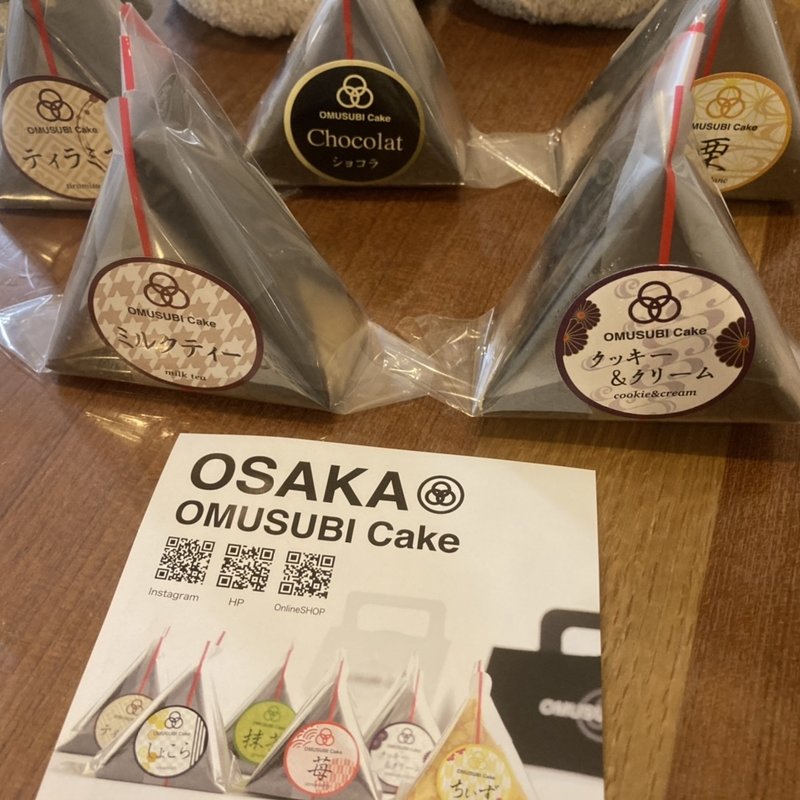 OMUSUBI Cake
ティラミ
OMUSUBI Cake
Chocolat
ショコラ
OMUSUBI Cake
栗
OMUSUBI Cake
ミルクティー
milk tea
OMUSUBI Cake
クッキー
&クリーム
cookie&cream
OSAKA
OMUSUBI Cake
Instagram
HP
OnlineSHOP
しょこら
抹
OMUSUBI Cake
苺
OMUSUBI Cake
ちいず